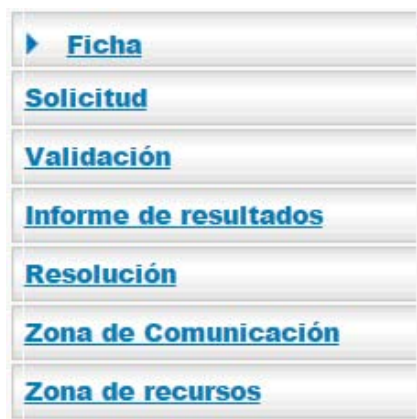 Ficha
Solicitud
Validación
Informe de resultados
Resolución
Zona de Comunicación
Zona de recursos